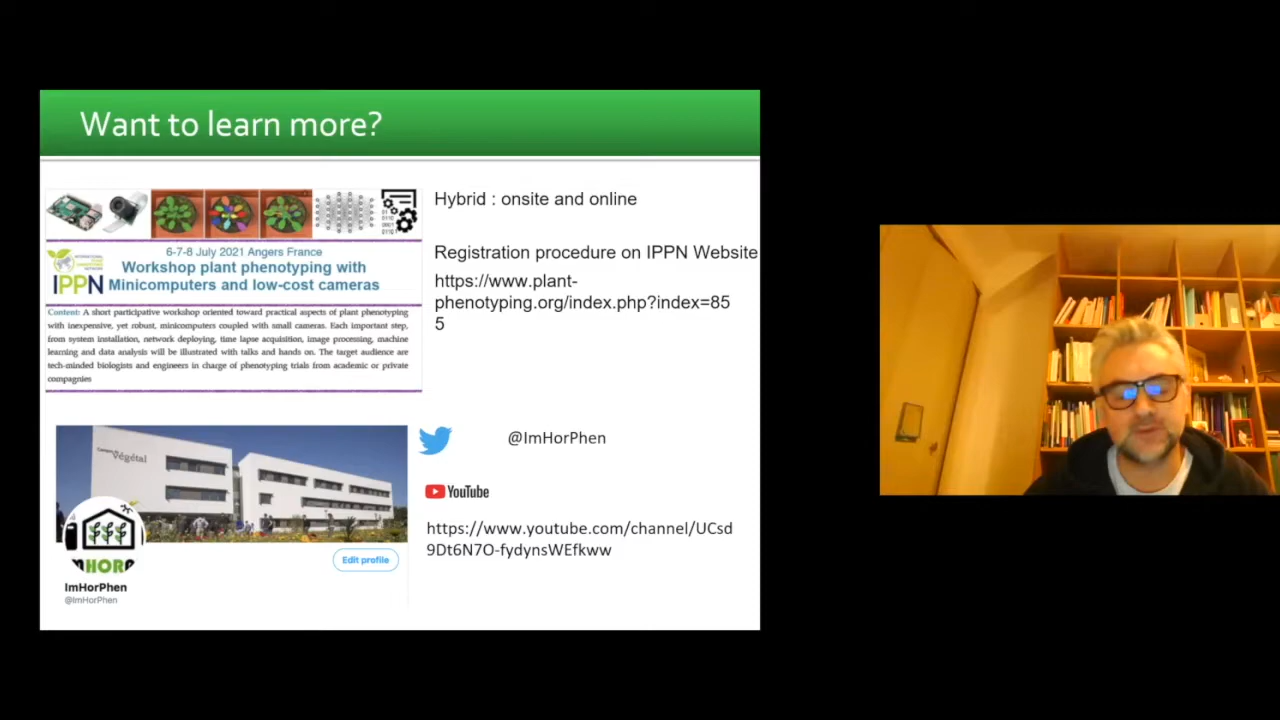 Want to learn more?
6-7-8 July 2021 Angers France
Workshop plant phenotyping with
IPPN Minicomputers and low-cost cameras
Content: A short participative workshop oriented toward practical aspects of plant phenotyping
with inexpensive, yet robust, minicomputers coupled with small cameras. Each important step,
from system installation, network deploying, time lapse acquisition, image processing, machine
learning and data analysis will be illustrated with talks and hands on. The target audience are
tech-minded biologists and engineers in charge of phenotyping trials from academic or private
compagnies
Hybrid : onsite and online
Registration procedure on IPPN Website
https://www.plant-
phenotyping.org/index.php?index=85
5
végétal
HOR
Edit profile
ImHorPhen
@ImHorPhen
@ImHorPhen
YouTube
https://www.youtube.com/channel/UCsd
9Dt6N7O-fydynsWEfkww